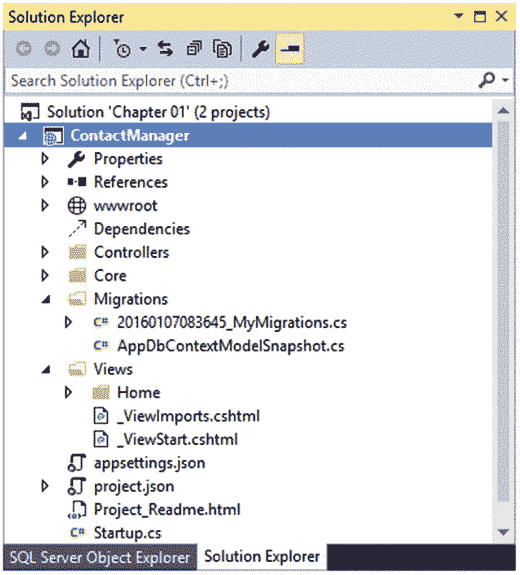 Solution Explorer
Search Solution Explorer (Ctrl+;)
Solution 'Chapter 01' (2 projects)
ContactManager
Properties
References
wwwroot
Dependencies
Controllers
Core
Migrations
C# 20160107083645_MyMigrations.cs
C# AppDbContextModelSnapshot.cs
Views
Home
_ViewImports.cshtml
_ViewStart.cshtml
appsettings.json
project.json
Project_Readme.html
C# Startup.cs
SQL Server Object Explorer Solution Explorer